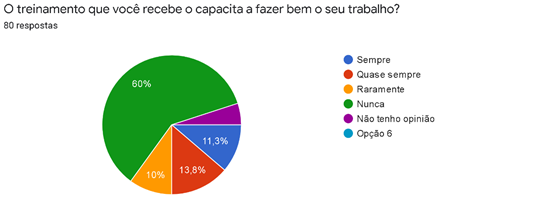 O treinamento que você recebe o capacita a fazer bem o seu trabalho?
80 respostas
Sempre
Quase sempre
Raramente
Nunca
Não tenho opinião
Opção 6
60%
11,3%
13,8%
10%